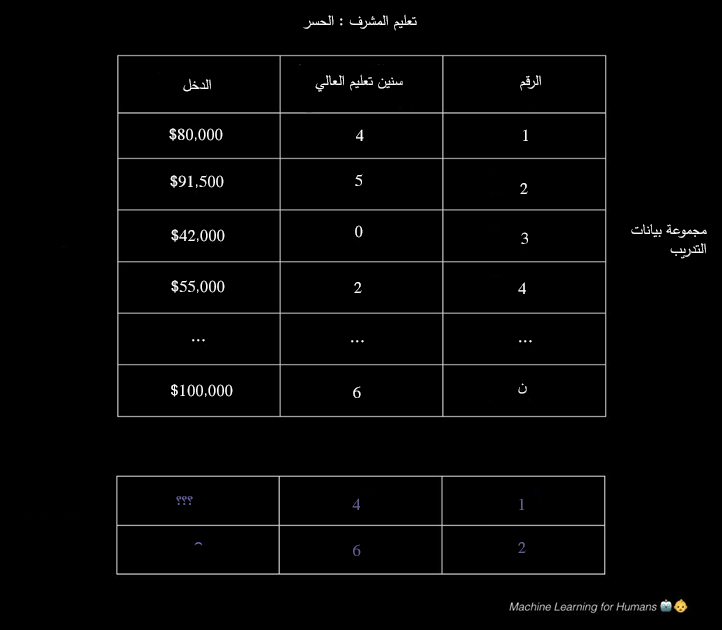 تعليم المشرف : الحسر
الرقم سنين تعليم العالي الدخل
1 4 $80,000
2 5 $91,500
3 0 $42,000
4 2 $55,000
... ... ...
ن 6 $100,000
مجموعة بيانات
التدريب
1 4 ؟؟؟
2 6
Machine Learning for Humans 🤖👶